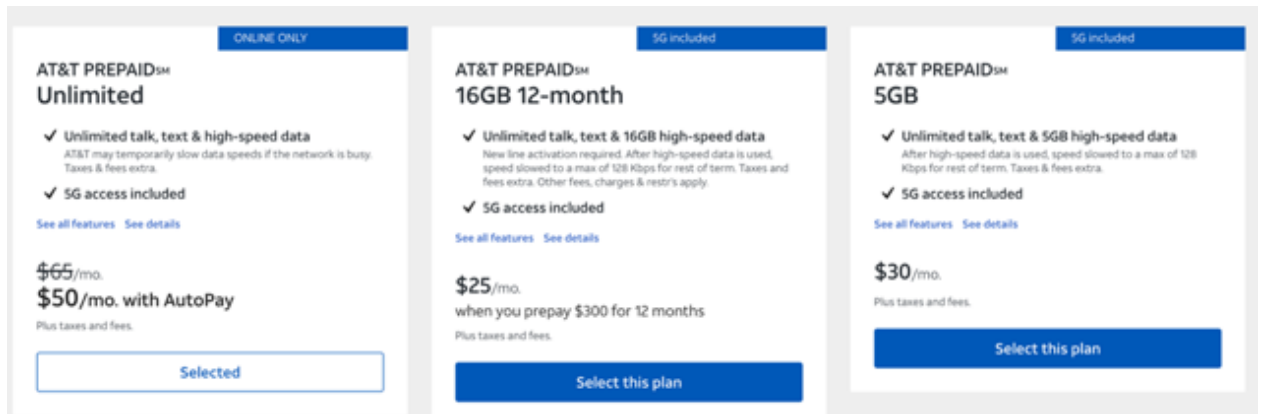 ONLINE ONLY
AT&T PREPAID℠
Unlimited
✓ Unlimited talk, text & high-speed data
AT&T may temporarily slow data speeds if the network is busy.
Taxes & fees extra.
✓ 5G access included
See all features See details
$65/mo.
$50/mo. with AutoPay
Plus taxes and fees.
Selected
5G included
AT&T PREPAID℠
16GB 12-month
✓ Unlimited talk, text & 16GB high-speed data
New line activation required. After high-speed data is used,
speed slowed to a max of 128 Kbps for rest of term. Taxes and
fees extra. Other fees, charges & restr's apply.
✓ 5G access included
See all features See details
$25/mo.
when you prepay $300 for 12 months
Plus taxes and fees.
Select this plan
5G included
AT&T PREPAID℠
5GB
✓ Unlimited talk, text & 5GB high-speed data
After high-speed data is used, speed slowed to a max of 128
Kbps for rest of term. Taxes & fees extra.
✓ 5G access included
See all features See details
$30/mo.
Plus taxes and fees.
Select this plan